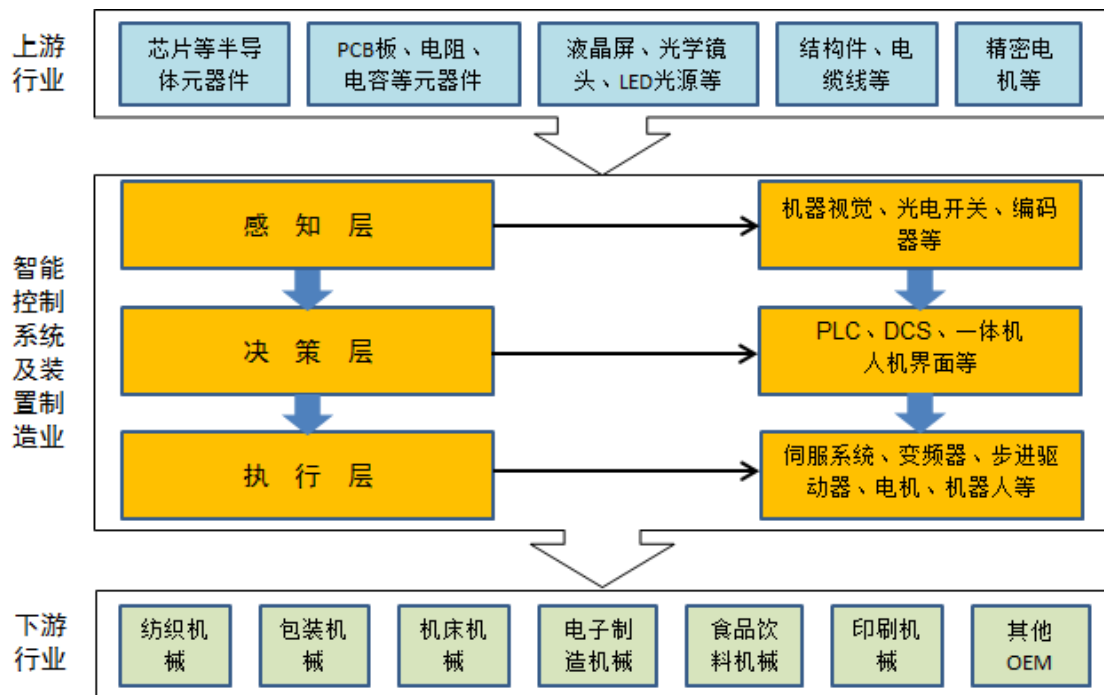 上游
行业
芯片等半导
体元器件
PCB板、电阻、
电容等元器件
液晶屏、光学镜
头、LED光源等
结构件、电
缆线等
精密电
机等
智能
控制
系统
及装
置制
造业
感 知 层
机器视觉、光电开关、编码
器等
决 策 层
PLC、DCS、一体机
人机界面等
执 行 层
伺服系统、变频器、步进驱
动器、电机、机器人等
下游
行业
纺织机
械
包装机
械
机床机
械
电子制
造机械
食品饮
料机械
印刷机
械
其他
OEM